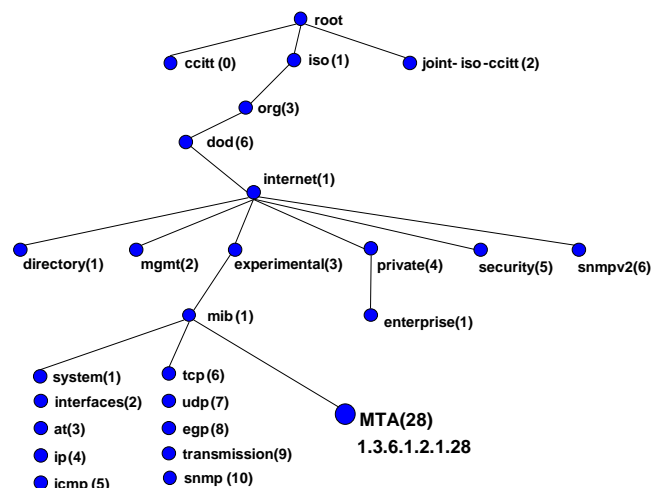 root
ccitt (0)
iso (1)
joint- iso -ccitt (2)
org(3)
dod (6)
internet(1)
directory(1)
mgmt(2)
experimental(3)
private(4)
security(5)
snmpv2(6)
mib (1)
enterprise(1)
system(1)
interfaces(2)
at(3)
ip (4)
icmp (5)
tcp (6)
udp (7)
egp (8)
transmission(9)
snmp (10)
MTA(28)
1.3.6.1.2.1.28